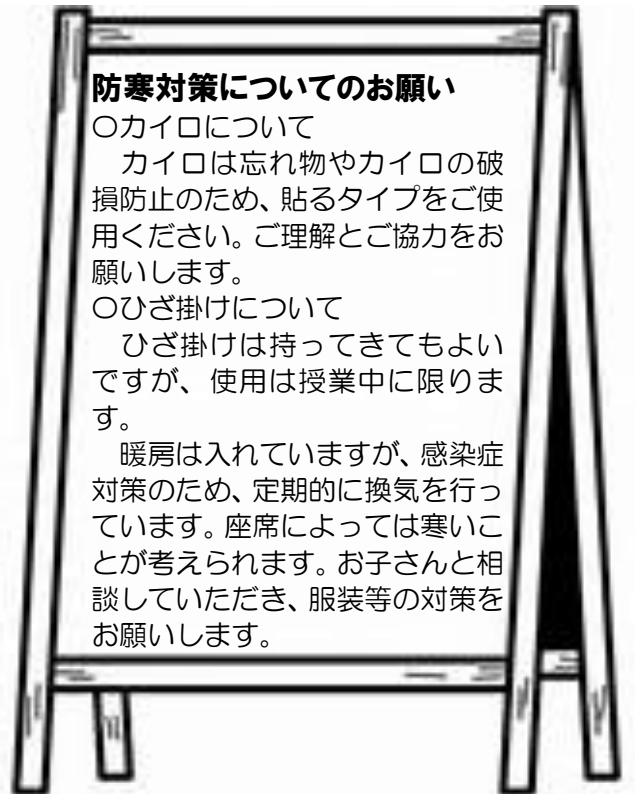 防寒対策についてのお願い
○カイロについて
　カイロは忘れ物やカイロの破
損防止のため、貼るタイプをご使
用ください。ご理解とご協力をお
願いします。
○ひざ掛けについて
　ひざ掛けは持ってきてもよい
ですが、使用は授業中に限りま
す。
　暖房は入れていますが、感染症
対策のため、定期的に換気を行っ
ています。座席によっては寒いこ
とが考えられます。お子さんと相
談していただき、服装等の対策を
お願いします。